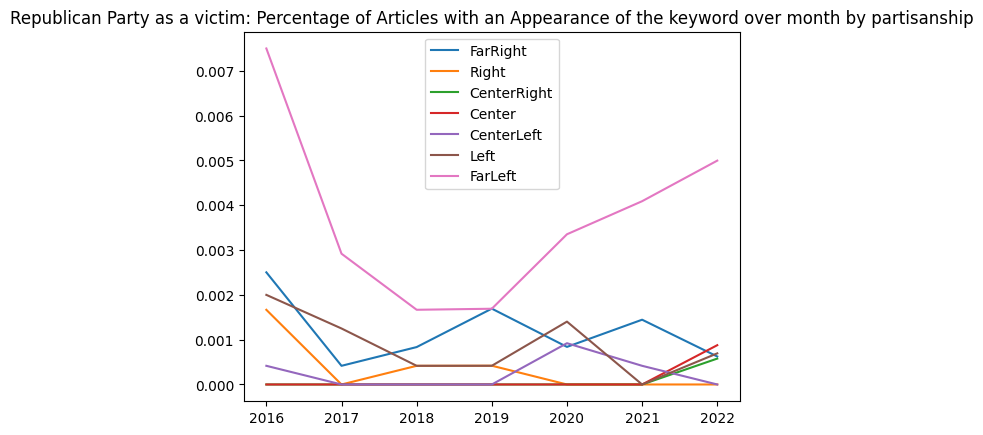 Republican Party as a victim: Percentage of Articles with an Appearance of the keyword over month by partisanship
FarRight
Right
CenterRight
Center
CenterLeft
Left
FarLeft
0.007
0.006
0.005
0.004
0.003
0.002
0.001
0.000
2016 2017 2018 2019 2020 2021 2022